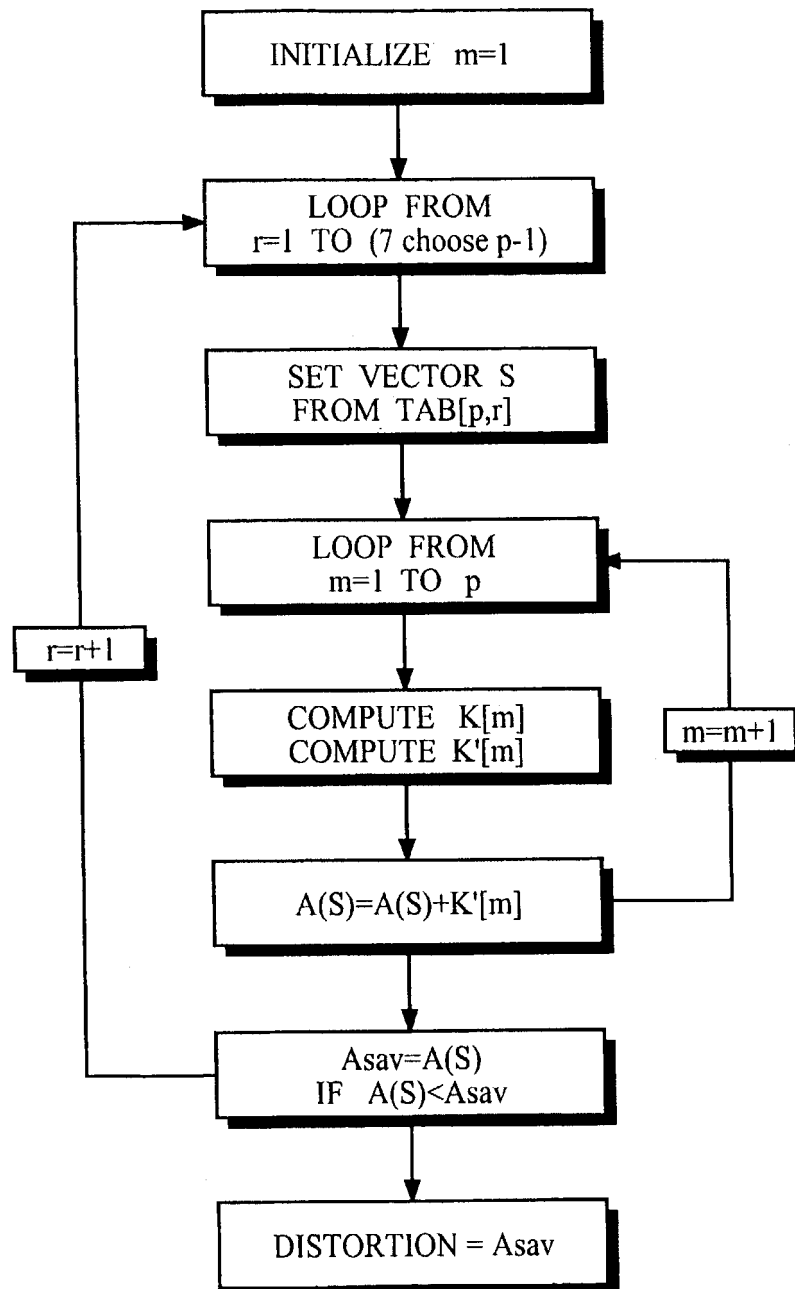 INITIALIZE m=1
LOOP FROM
r=1 TO (7 choose p-1)
SET VECTOR S
FROM TAB[p,r]
LOOP FROM
m=1 TO p
r=r+1
COMPUTE K[m]
COMPUTE K'[m]
m=m+1
A(S)=A(S)+K'[m]
Asav=A(S)
IF A(S)<Asav
DISTORTION = Asav